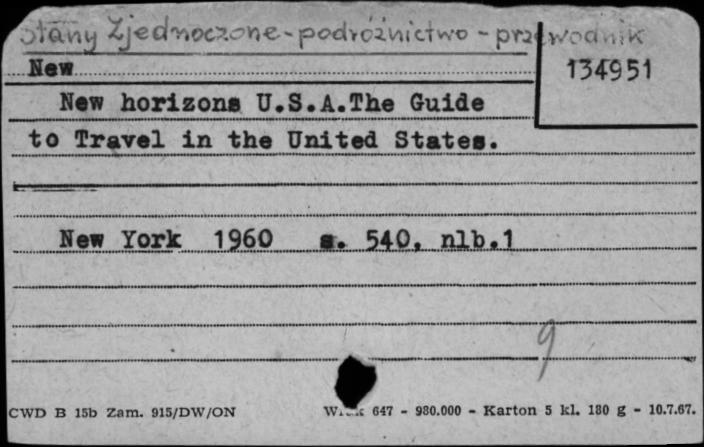 Stany Zjednoczone - podróżnictwo - przewodnik
New
134951
New horizons U.S.A.The Guide
to Travel in the United States.
New York 1960 s. 540, nlb.1
9
CWD B 15b Zam. 915/DW/ON
647 - 980.000 - Karton 5 kl. 180 g - 10.7.67.